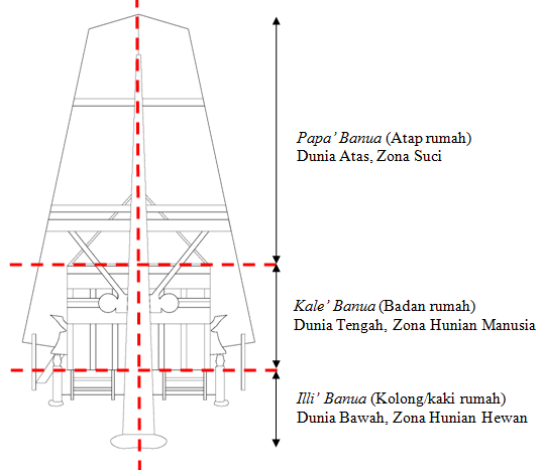 Papa’ Banua (Atap rumah)
Dunia Atas, Zona Suci
Kale’ Banua (Badan rumah)
Dunia Tengah, Zona Hunian Manusia
Illi’ Banua (Kolong/kaki rumah)
Dunia Bawah, Zona Hunian Hewan